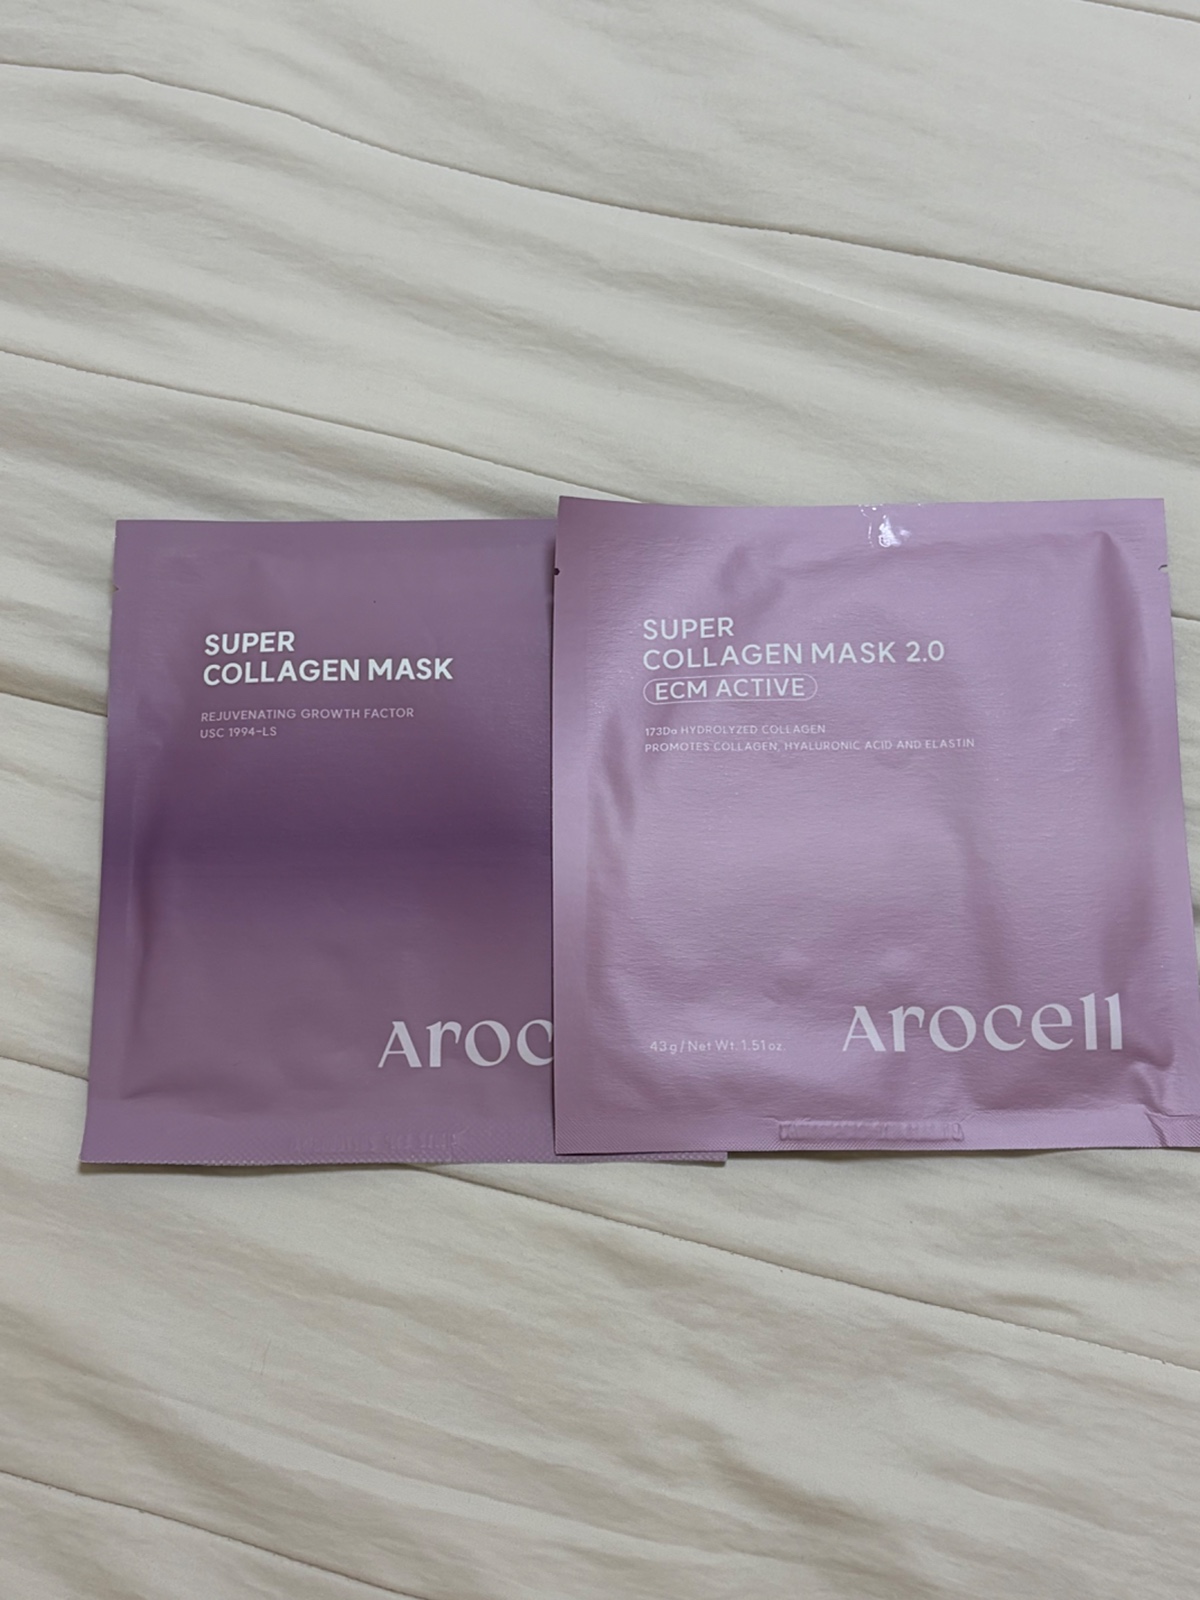 SUPER
COLLAGEN MASK
REJUVENATING GROWTH FACTOR
USC 1994-LS
Aroc
SUPER
COLLAGEN MASK 2.0
ECM ACTIVE
173Da HYDROLYZED COLLAGEN
PROMOTES COLLAGEN, HYALURONIC ACID AND ELASTIN
43g / Net Wt. 1.51oz.
Arocell